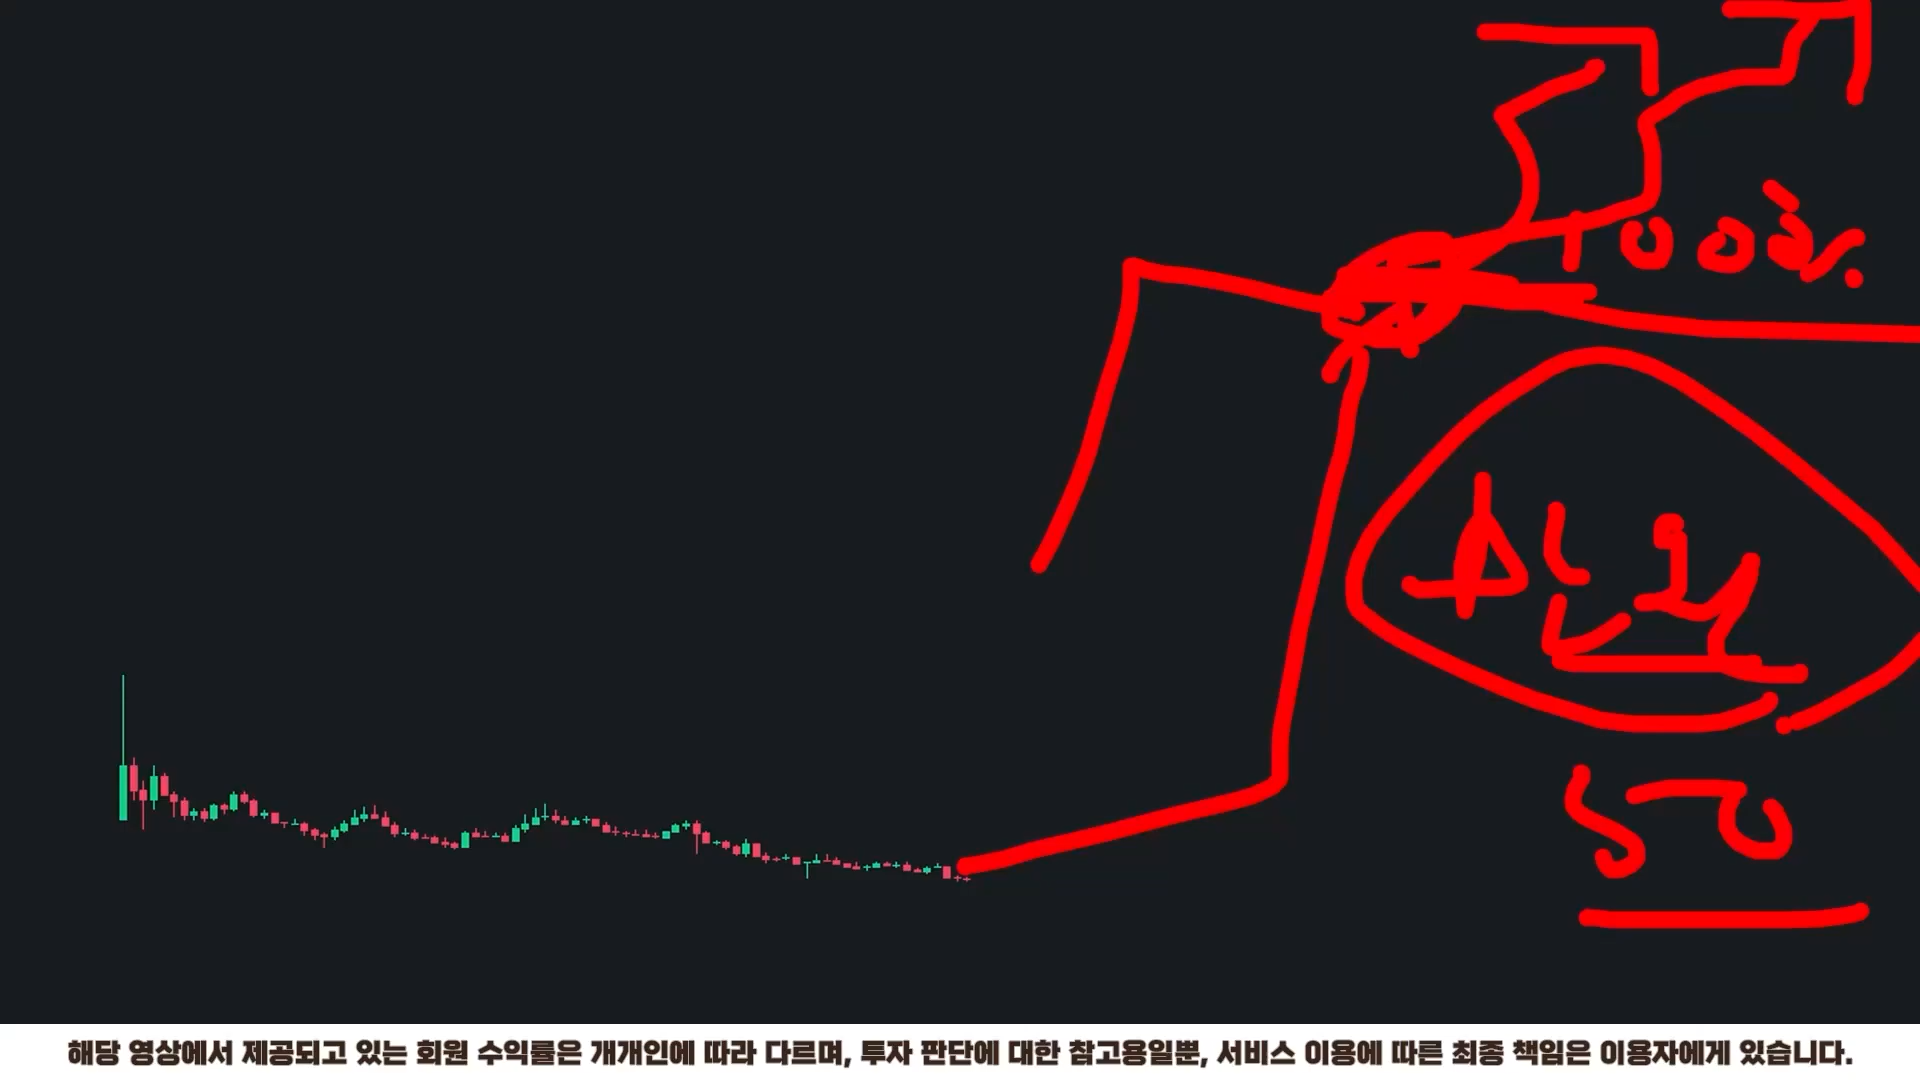 100%.
50
해당 영상에서 제공되고 있는 회원 수익률은 개개인에 따라 다르며, 투자 판단에 대한 참고용일뿐, 서비스 이용에 따른 최종 책임은 이용자에게 있습니다.